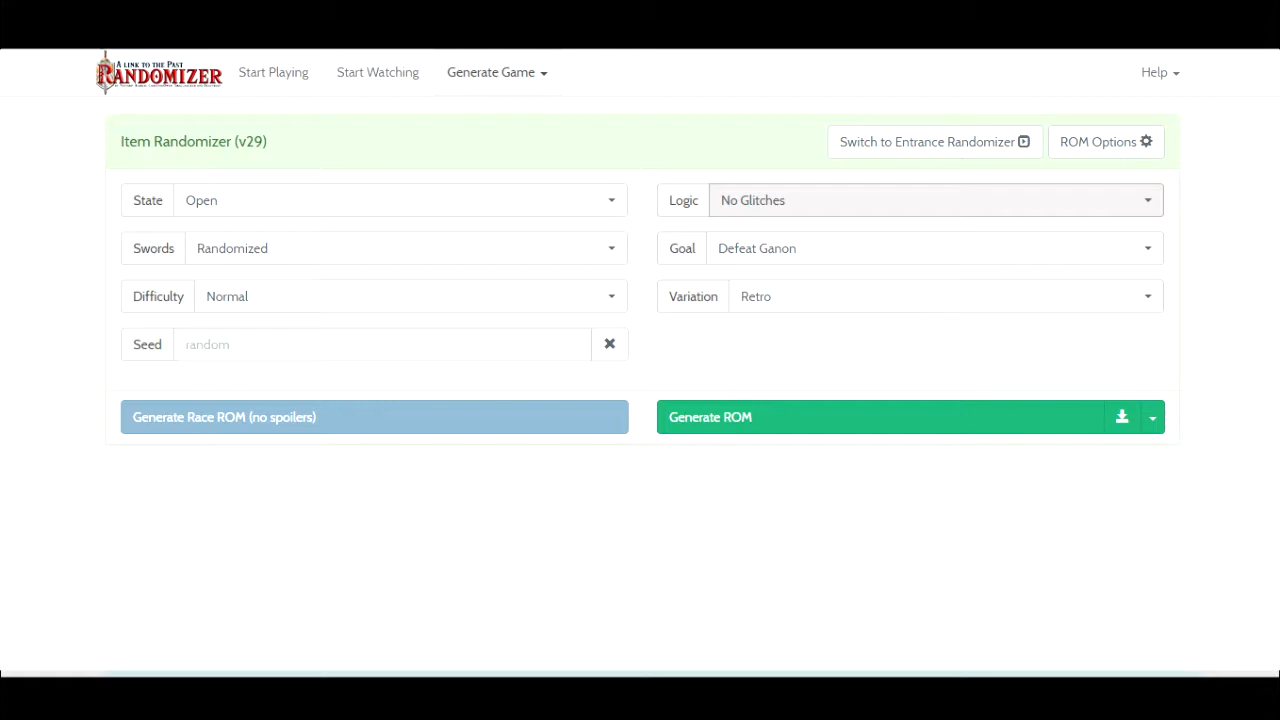 A LINK TO THE PAST
RANDOMIZER
Start Playing
Start Watching
Generate Game
Help
Item Randomizer (v29)
Switch to Entrance Randomizer
ROM Options
State
Open
Logic
No Glitches
Swords
Randomized
Goal
Defeat Ganon
Difficulty
Normal
Variation
Retro
Seed
random
Generate Race ROM (no spoilers)
Generate ROM